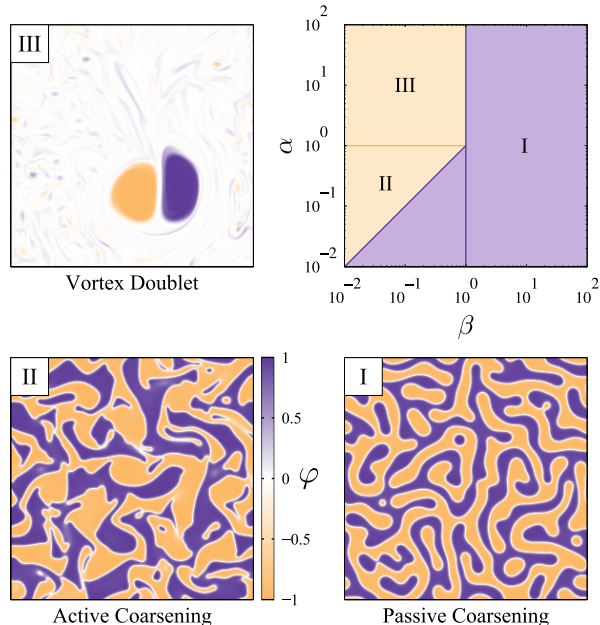 III
Vortex Doublet
10^2
10^1
10^0
10^-1
10^-2
α
III
I
II
10^-2 10^-1 10^0 10^1 10^2
β
II
Active Coarsening
1
0.5
0
−0.5
−1
φ
I
Passive Coarsening